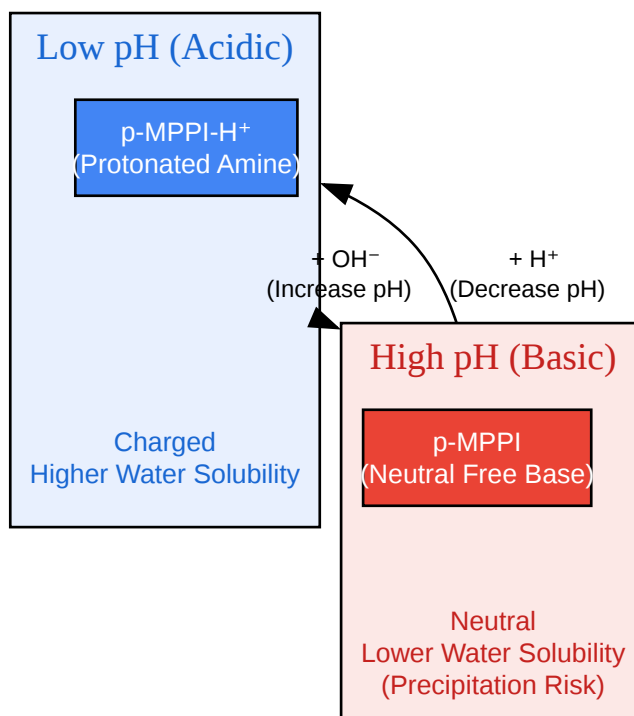 Low pH (Acidic)
p-MPPI-H⁺
(Protonated Amine)
+ OH⁻
(Increase pH)
+ H⁺
(Decrease pH)
High pH (Basic)
p-MPPI
(Neutral Free Base)
Charged
Higher Water Solubility
Neutral
Lower Water Solubility
(Precipitation Risk)